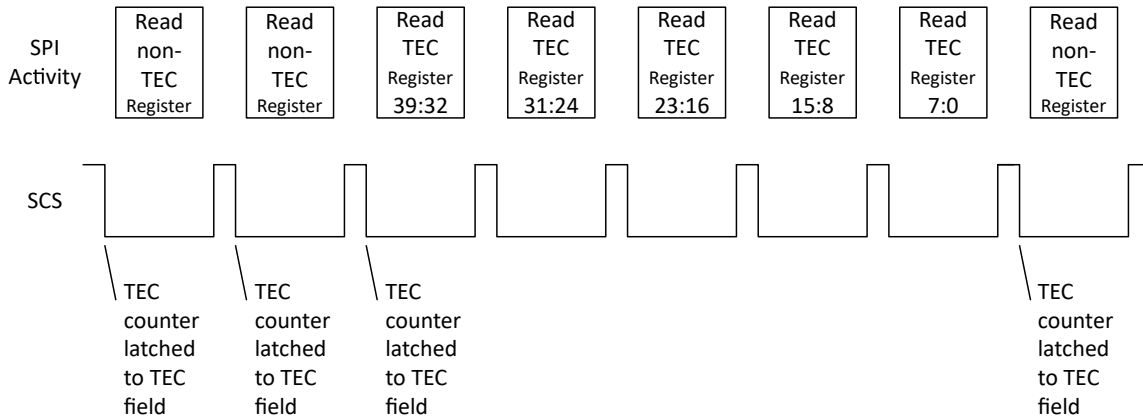 SPI
Activity
Read
non-
TEC
Register
Read
non-
TEC
Register
Read
TEC
Register
39:32
Read
TEC
Register
31:24
Read
TEC
Register
23:16
Read
TEC
Register
15:8
Read
TEC
Register
7:0
Read
non-
TEC
Register
SCS
TEC
counter
latched
to TEC
field
TEC
counter
latched
to TEC
field
TEC
counter
latched
to TEC
field
TEC
counter
latched
to TEC
field